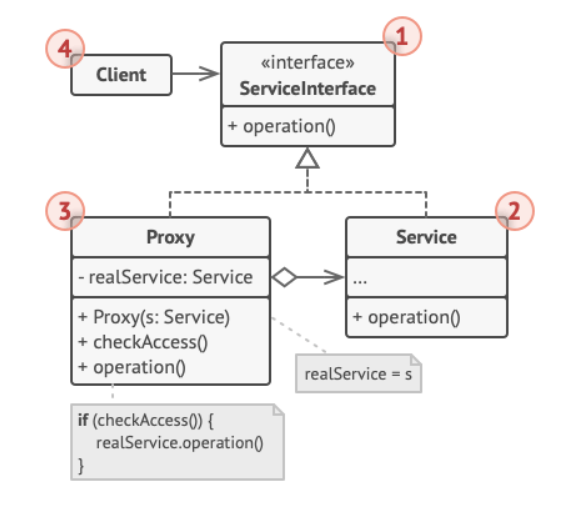 1
4
«interface»
ServiceInterface
Client
+ operation()
3
2
Proxy
Service
- realService: Service
...
+ Proxy(s: Service)
+ checkAccess()
+ operation()
+ operation()
realService = s
if (checkAccess()) {
realService.operation()
}